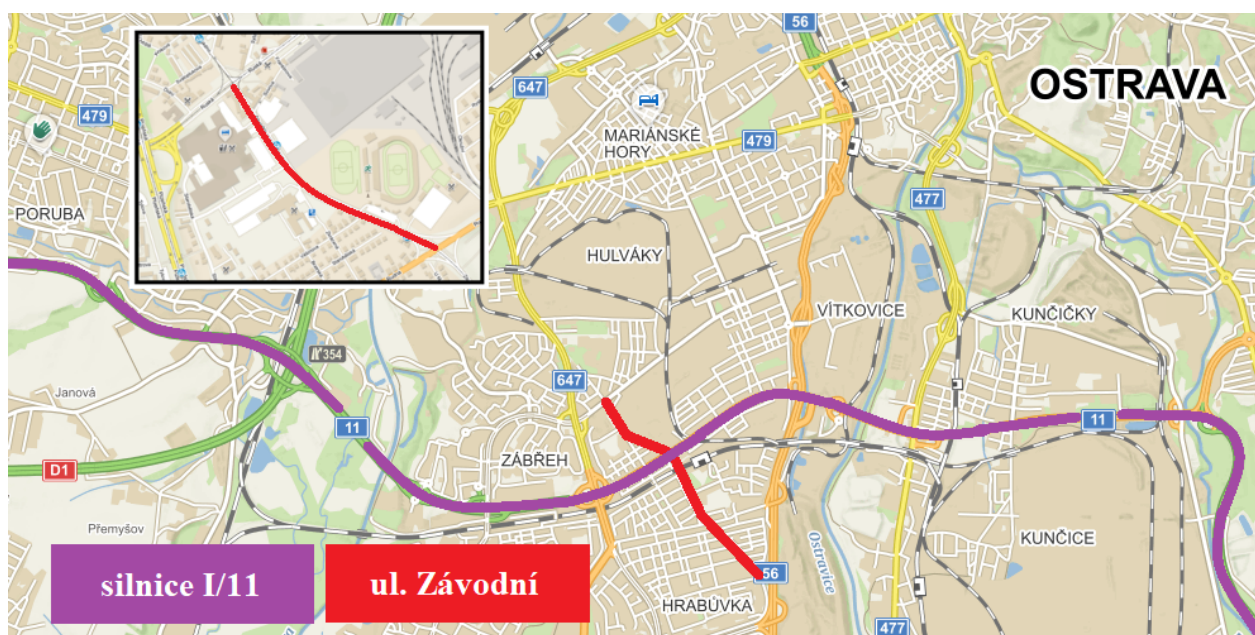 56
OSTRAVA
647
479
MARIÁNSKÉ
HORY
479
477
PORUBA
HULVÁKY
VÍTKOVICE
KUNČIČKY
354
Janová
647
11
11
ZÁBŘEH
D1
Přemyšov
Ostravice
KUNČICE
56
silnice I/11
ul. Závodní
HRABŮVKA
477